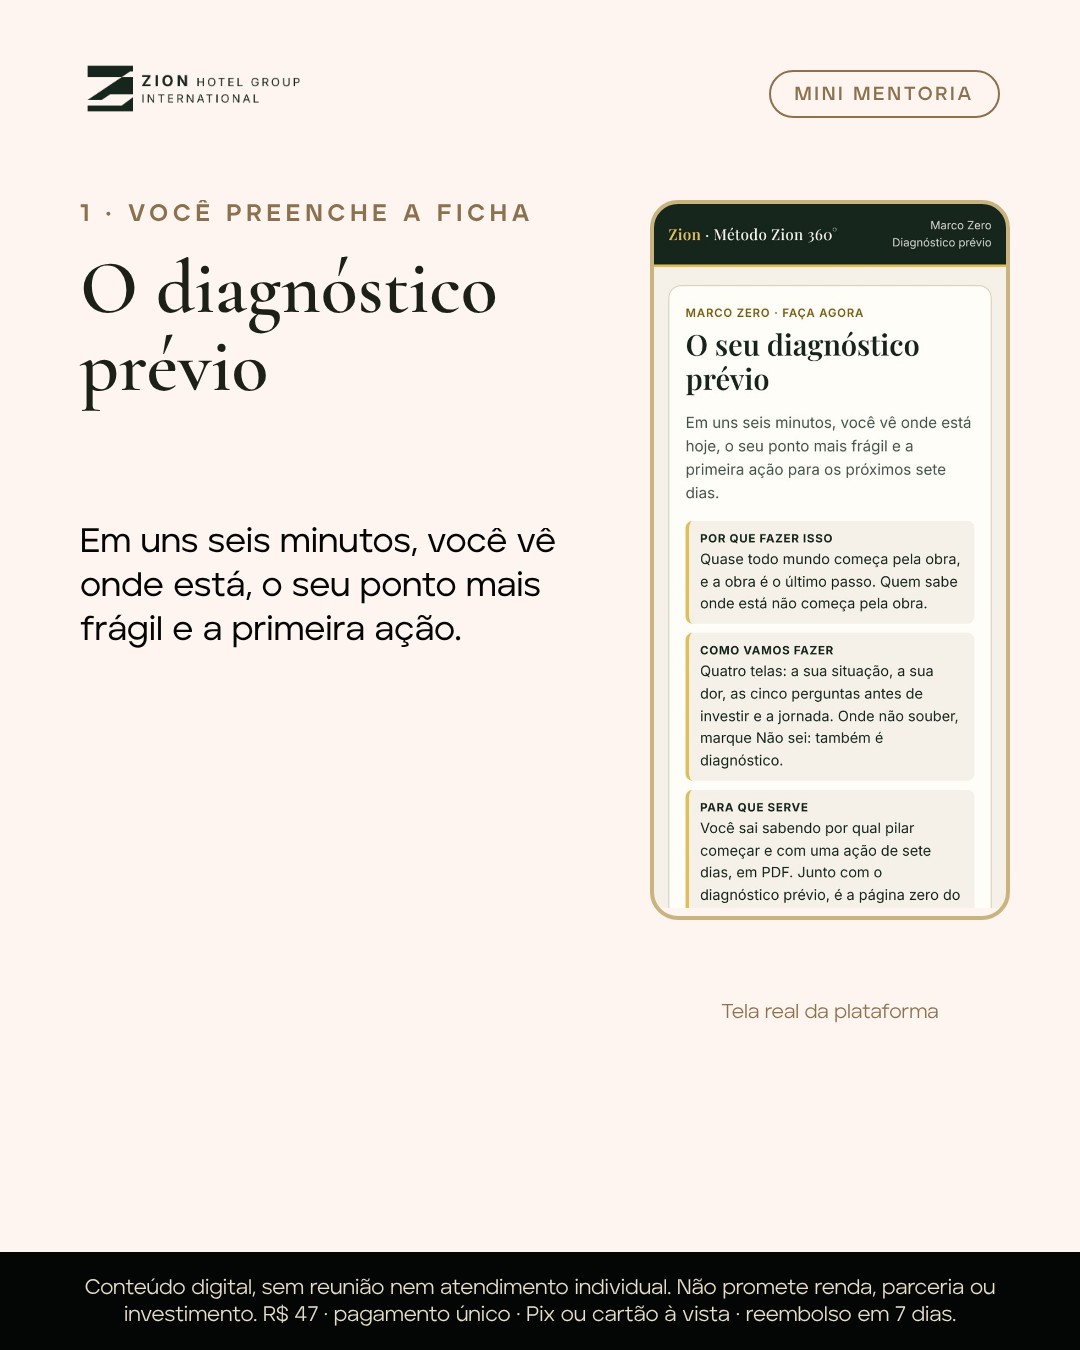 ZION HOTEL GROUP
INTERNATIONAL
MINI MENTORIA
1 · VOCÊ PREENCHE A FICHA
O diagnóstico
prévio
Em uns seis minutos, você vê
onde está, o seu ponto mais
frágil e a primeira ação.
Zion · Método Zion 360°
Marco Zero
Diagnóstico prévio
MARCO ZERO · FAÇA AGORA
O seu diagnóstico
prévio
Em uns seis minutos, você vê onde está
hoje, o seu ponto mais frágil e a
primeira ação para os próximos sete
dias.
POR QUE FAZER ISSO
Quase todo mundo começa pela obra,
e a obra é o último passo. Quem sabe
onde está não começa pela obra.
COMO VAMOS FAZER
Quatro telas: a sua situação, a sua
dor, as cinco perguntas antes de
investir e a jornada. Onde não souber,
marque Não sei: também é
diagnóstico.
PARA QUE SERVE
Você sai sabendo por qual pilar
começar e com uma ação de sete
dias, em PDF. Junto com o
diagnóstico prévio, é a página zero do
Tela real da plataforma
Conteúdo digital, sem reunião nem atendimento individual. Não promete renda, parceria ou
investimento. R$ 47 · pagamento único · Pix ou cartão à vista · reembolso em 7 dias.